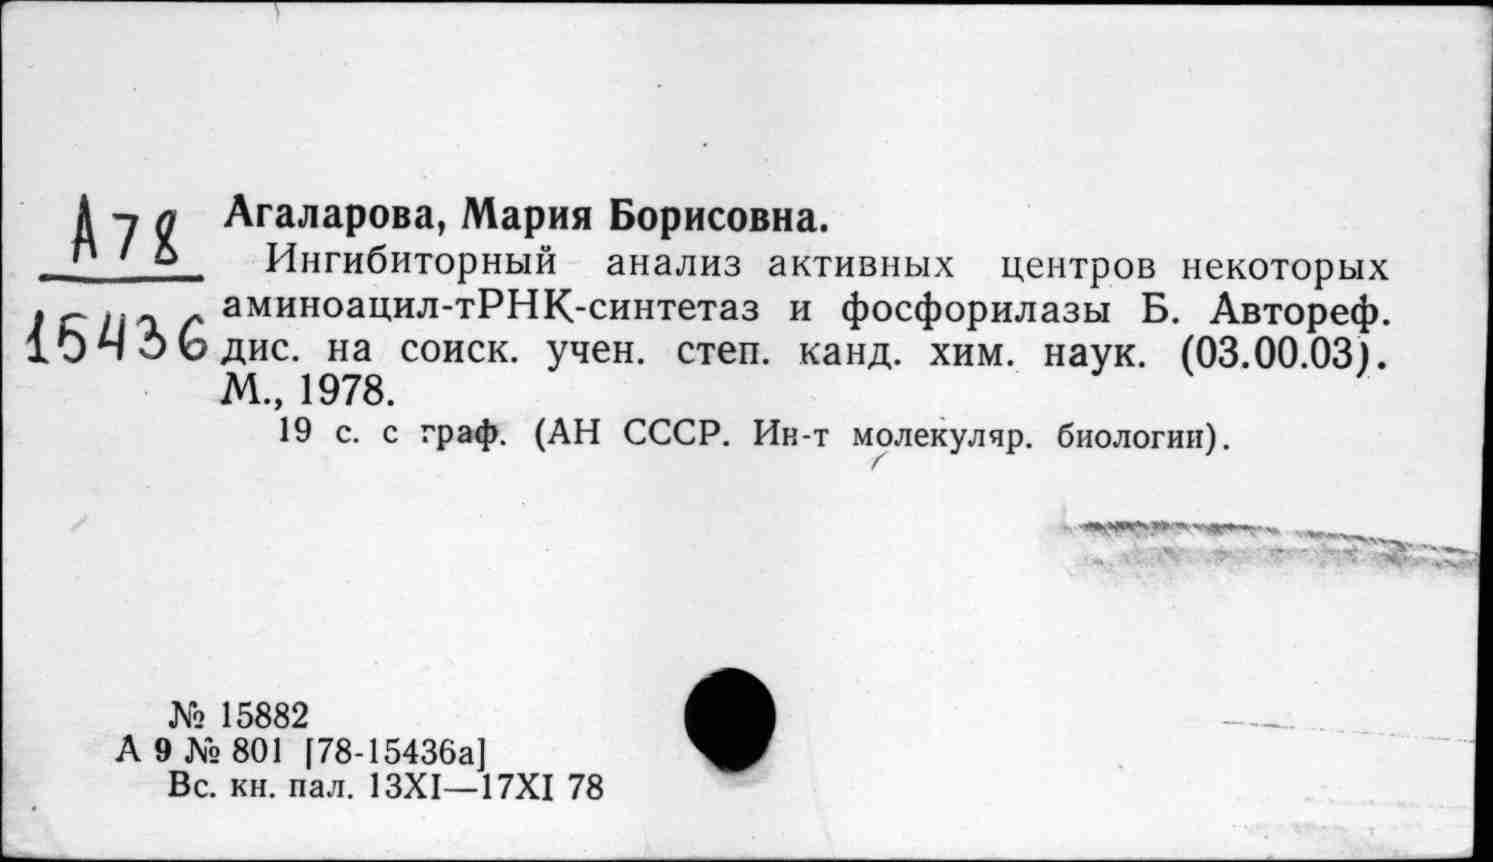 А78
15436
Агаларова, Мария Борисовна.
Ингибиторный анализ активных центров некоторых
аминоацил-тРНК-синтетаз и фосфорилазы Б. Автореф.
дис. на соиск. учен. степ. канд. хим. наук. (03.00.03).
М., 1978.
19 с. с граф. (АН СССР. Ин-т молекуляр. биологии).
№ 15882
А 9 № 801 [78-15436а]
Вс. кн. пал. 13XI—17XI 78